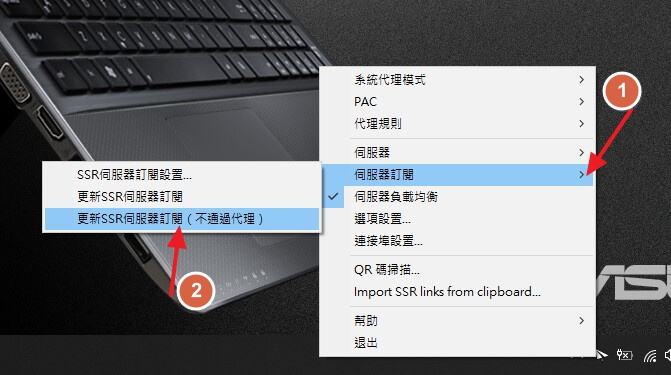 系統代理模式
PAC
代理規則
伺服器
伺服器訂閱
伺服器負載均衡
選項設置...
連接埠設置...
QR 碼掃描...
Import SSR links from clipboard...
幫助
退出
SSR伺服器訂閱設置...
更新SSR伺服器訂閱
更新SSR伺服器訂閱(不通過代理)
1
2